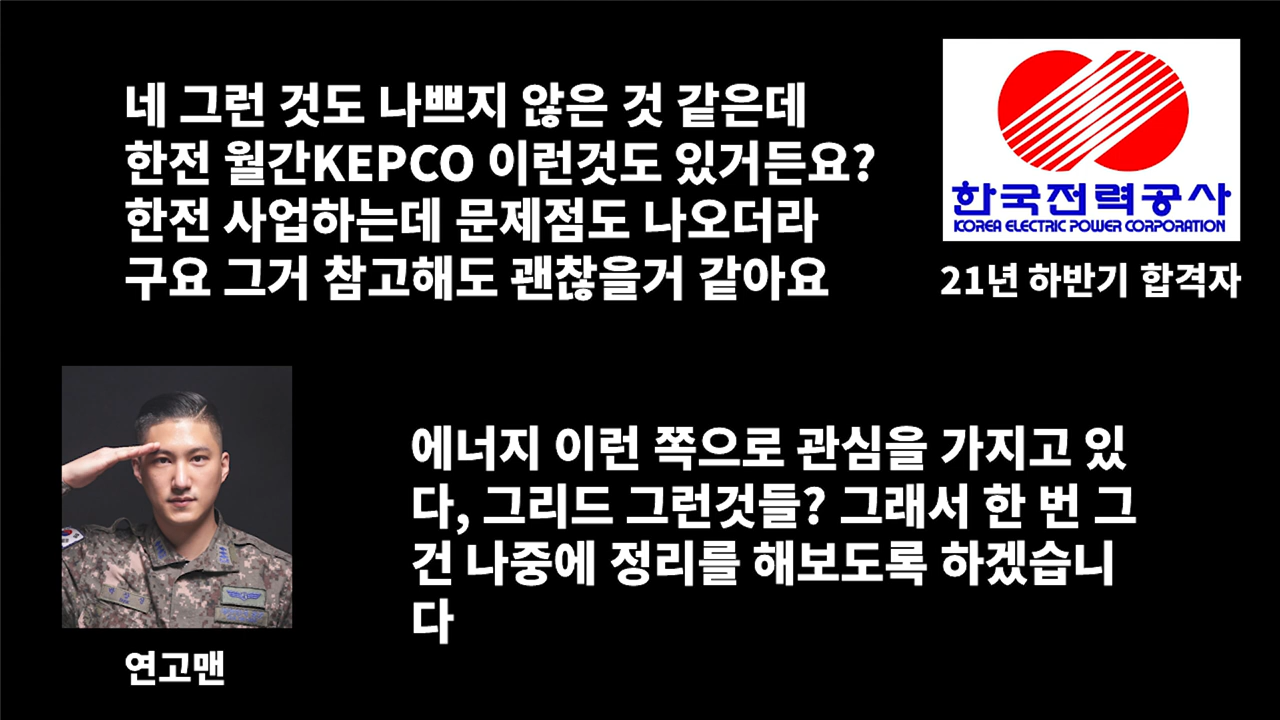 네 그런 것도 나쁘지 않은 것 같은데
한전 월간KEPCO 이런것도 있거든요?
한전 사업하는데 문제점도 나오더라
구요 그거 참고해도 괜찮을거 같아요
한국전력공사
KOREA ELECTRIC POWER CORPORATION
21년 하반기 합격자
에너지 이런 쪽으로 관심을 가지고 있
다, 그리드 그런것들? 그래서 한 번 그
건 나중에 정리를 해보도록 하겠습니
다
연고맨